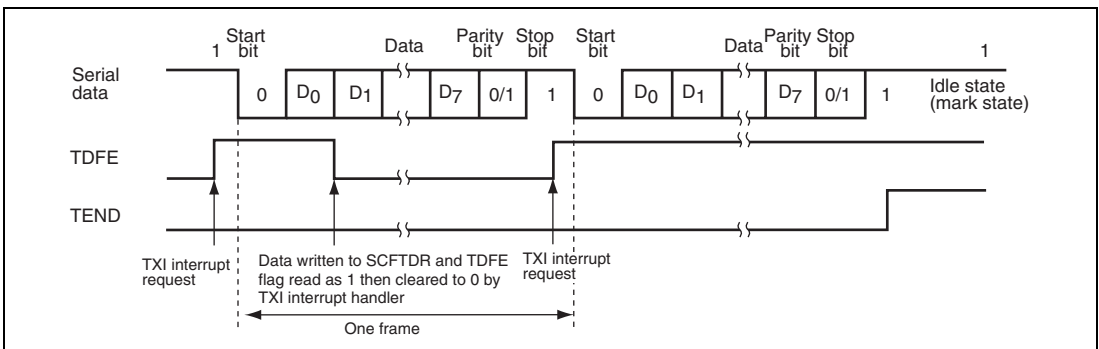 1
Start
bit
Data
Parity
bit
Stop
bit
Start
bit
Data
Parity
bit
Stop
bit
1
Serial
data
0
D0
D1
D7
0/1
1
0
D0
D1
D7
0/1
1
Idle state
(mark state)
TDFE
TEND
TXI interrupt
request
Data written to SCFTDR and TDFE
flag read as 1 then cleared to 0 by
TXI interrupt handler
TXI interrupt
request
One frame